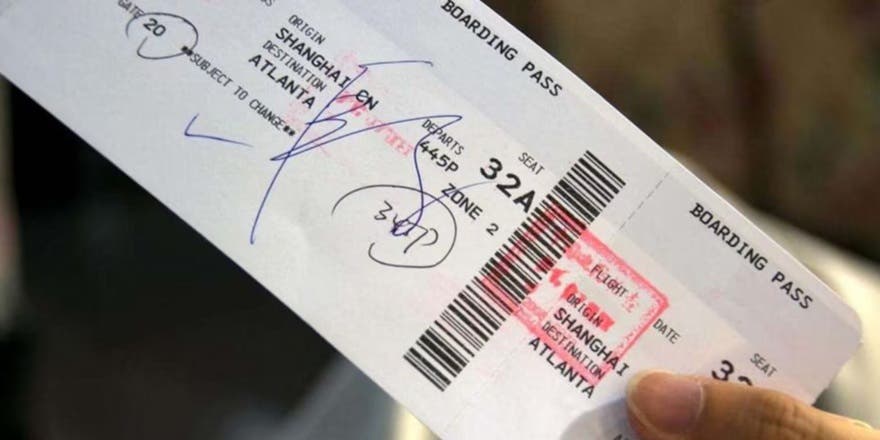 BOARDING PASS
GATE
20
**SUBJECT TO CHANGE**
ORIGIN
SHANGHAI CN
DESTINATION
ATLANTA
DEPARTS
445P
ZONE 2
SEAT
32A
BOARDING PASS
FLIGHT
DATE
ORIGIN
SHANGHAI
DESTINATION
ATLANTA
SEAT